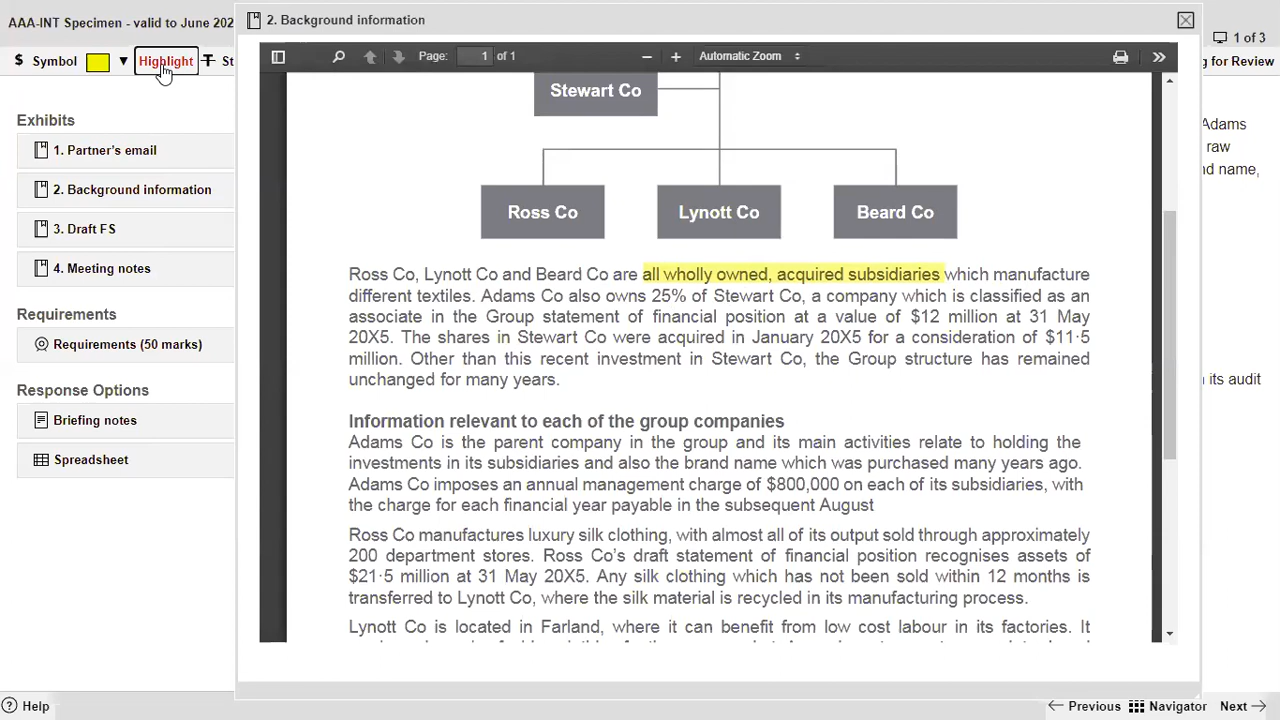 AAA-INT Specimen - valid to June 202
2. Background information
1 of 3
$ Symbol
Highlight
St
g for Review
Page: 1 of 1
Automatic Zoom
Exhibits
1. Partner's email
2. Background information
3. Draft FS
4. Meeting notes
Requirements
Requirements (50 marks)
Response Options
Briefing notes
Spreadsheet
Stewart Co
Ross Co
Lynott Co
Beard Co
Ross Co, Lynott Co and Beard Co are all wholly owned, acquired subsidiaries which manufacture
different textiles. Adams Co also owns 25% of Stewart Co, a company which is classified as an
associate in the Group statement of financial position at a value of $12 million at 31 May
20X5. The shares in Stewart Co were acquired in January 20X5 for a consideration of $11·5
million. Other than this recent investment in Stewart Co, the Group structure has remained
unchanged for many years.
Information relevant to each of the group companies
Adams Co is the parent company in the group and its main activities relate to holding the
investments in its subsidiaries and also the brand name which was purchased many years ago.
Adams Co imposes an annual management charge of $800,000 on each of its subsidiaries, with
the charge for each financial year payable in the subsequent August
Ross Co manufactures luxury silk clothing, with almost all of its output sold through approximately
200 department stores. Ross Co's draft statement of financial position recognises assets of
$21·5 million at 31 May 20X5. Any silk clothing which has not been sold within 12 months is
transferred to Lynott Co, where the silk material is recycled in its manufacturing process.
Lynott Co is located in Farland, where it can benefit from low cost labour in its factories. It
Adams
raw
nd name,
n its audit
Help
Previous
Navigator
Next